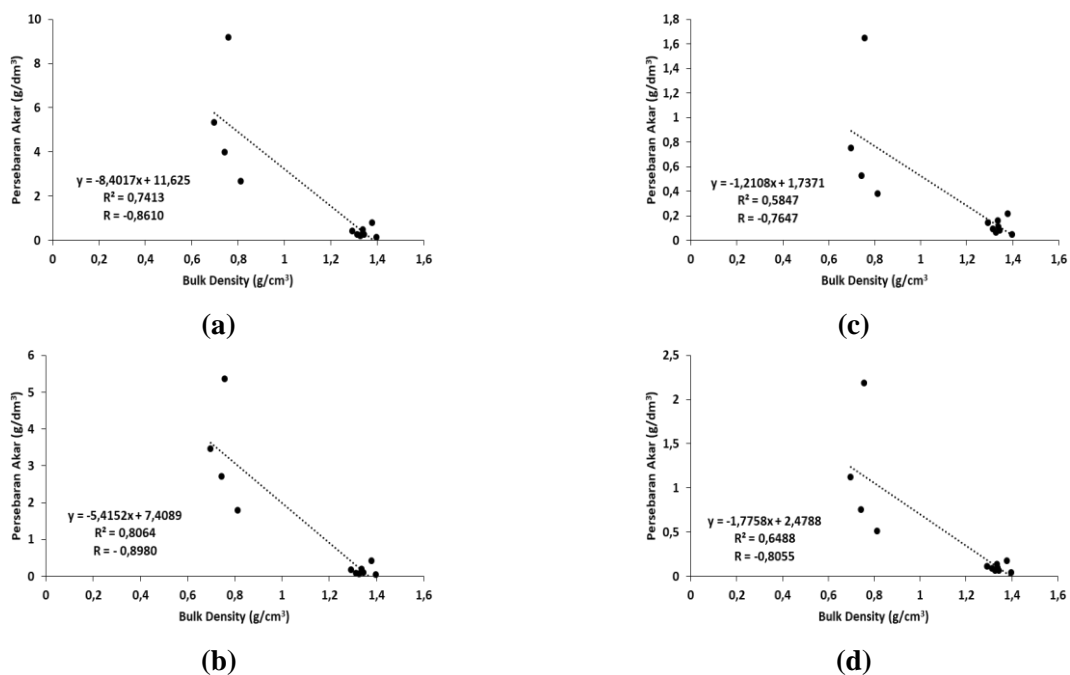 Persebaran Akar (g/dm³)
10
8
6
4
2
0
y = -8,4017x + 11,625
R² = 0,7413
R = -0,8610
0 0,2 0,4 0,6 0,8 1 1,2 1,4 1,6
Bulk Density (g/cm³)
(a)
Persebaran Akar (g/dm³)
1,8
1,6
1,4
1,2
1
0,8
0,6
0,4
0,2
0
y = -1,2108x + 1,7371
R² = 0,5847
R = -0,7647
0 0,2 0,4 0,6 0,8 1 1,2 1,4 1,6
Bulk Density (g/cm³
(c)
Persebaran Akar (g/dm³)
6
5
4
3
2
1
0
y = -5,4152x + 7,4089
R² = 0,8064
R = - 0,8980
0 0,2 0,4 0,6 0,8 1 1,2 1,4 1,6
Bulk Density (g/cm³)
(b)
Persebaran Akar (g/dm³)
2,5
2
1,5
1
0,5
0
y = -1,7758x + 2,4788
R² = 0,6488
R = -0,8055
0 0,2 0,4 0,6 0,8 1 1,2 1,4 1,6
Bulk Density (g/cm³)
(d)